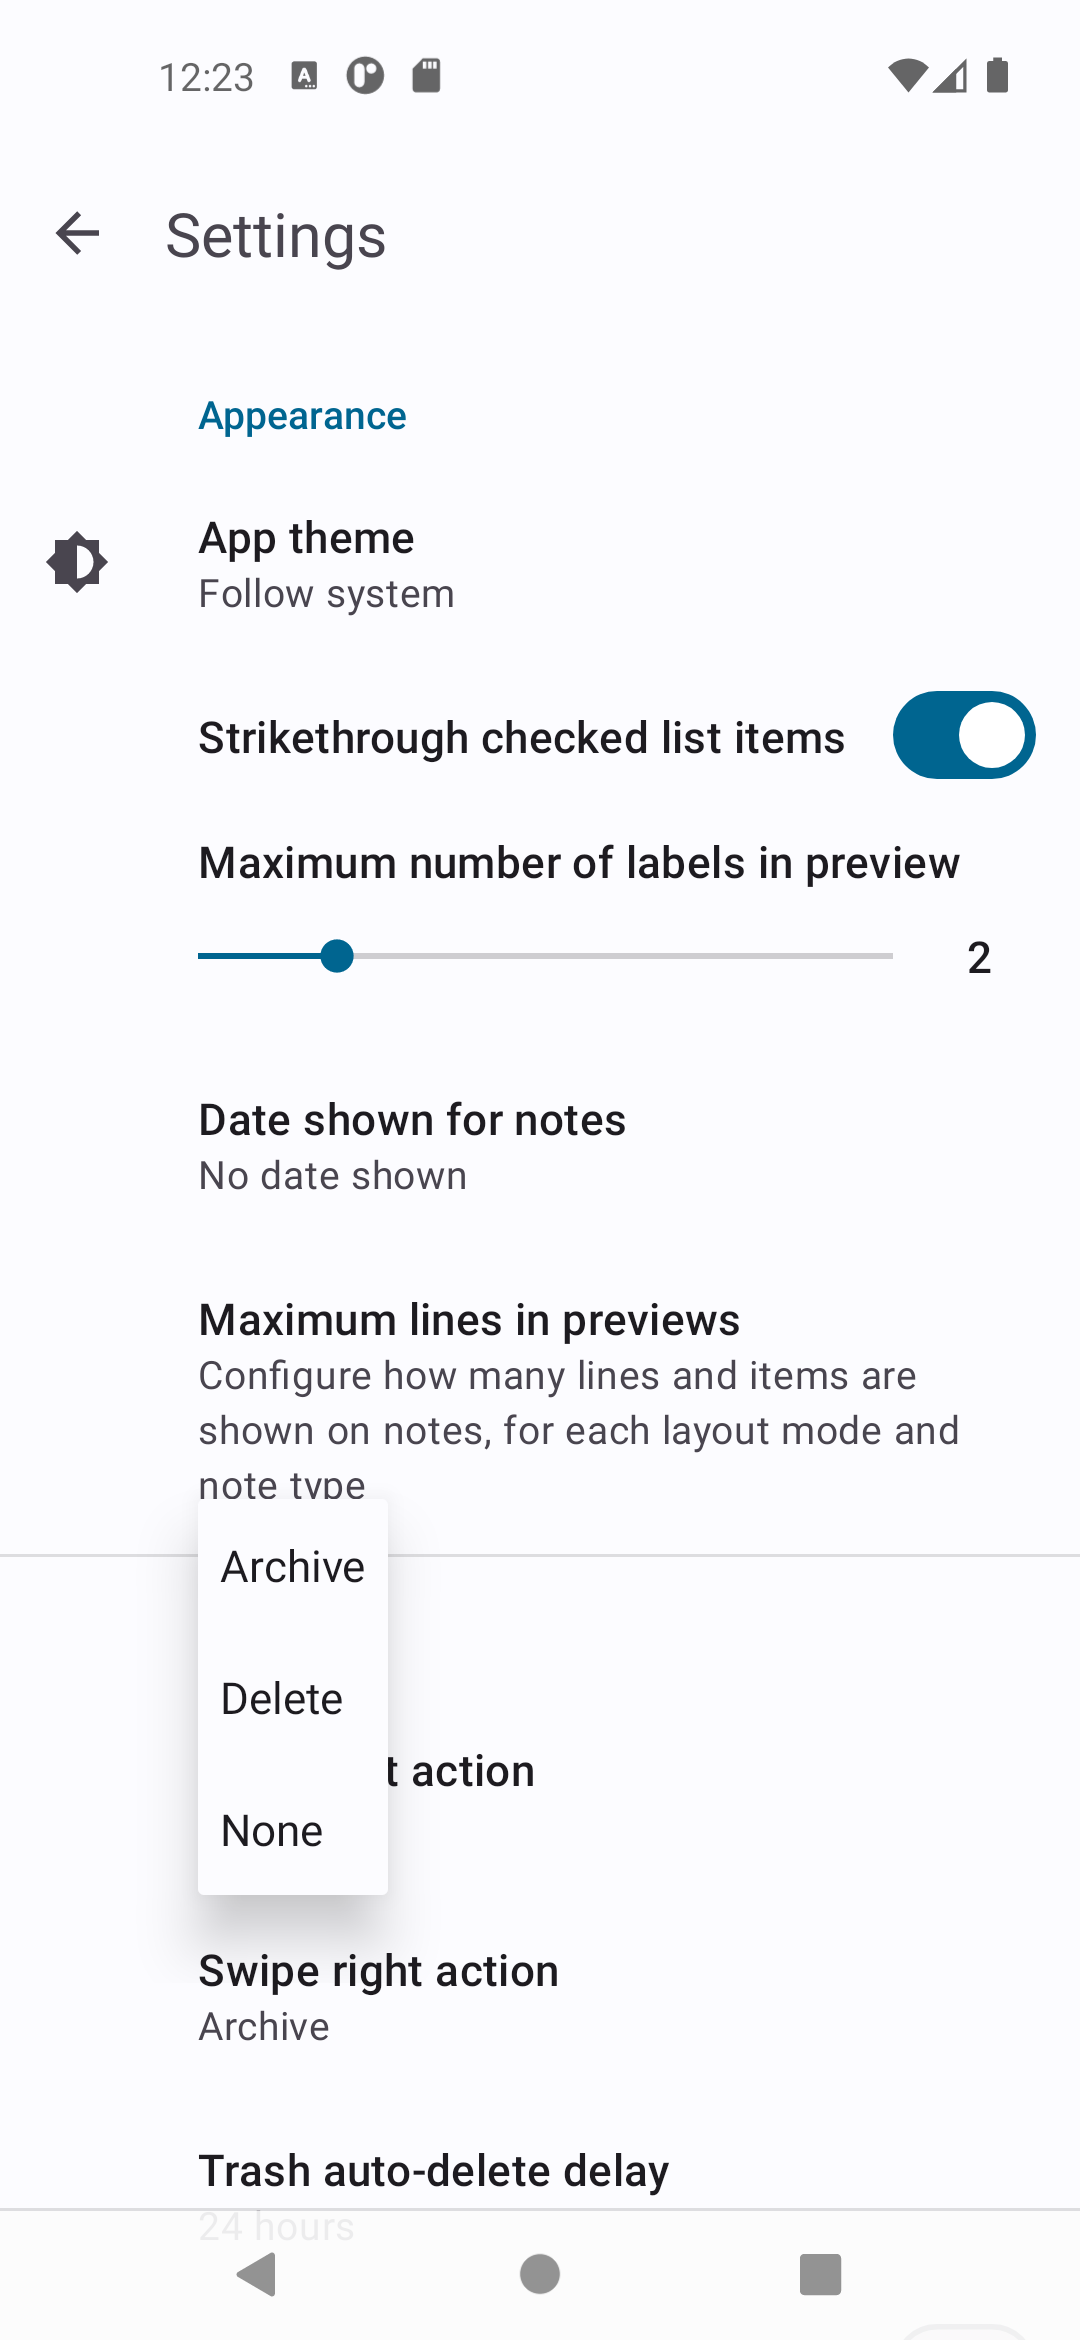 12:23
Settings
Appearance
App theme
Follow system
Strikethrough checked list items
Maximum number of labels in preview
2
Date shown for notes
No date shown
Maximum lines in previews
Configure how many lines and items are
shown on notes, for each layout mode and
note type
Archive
Delete
t action
None
Swipe right action
Archive
Trash auto-delete delay
24 hours